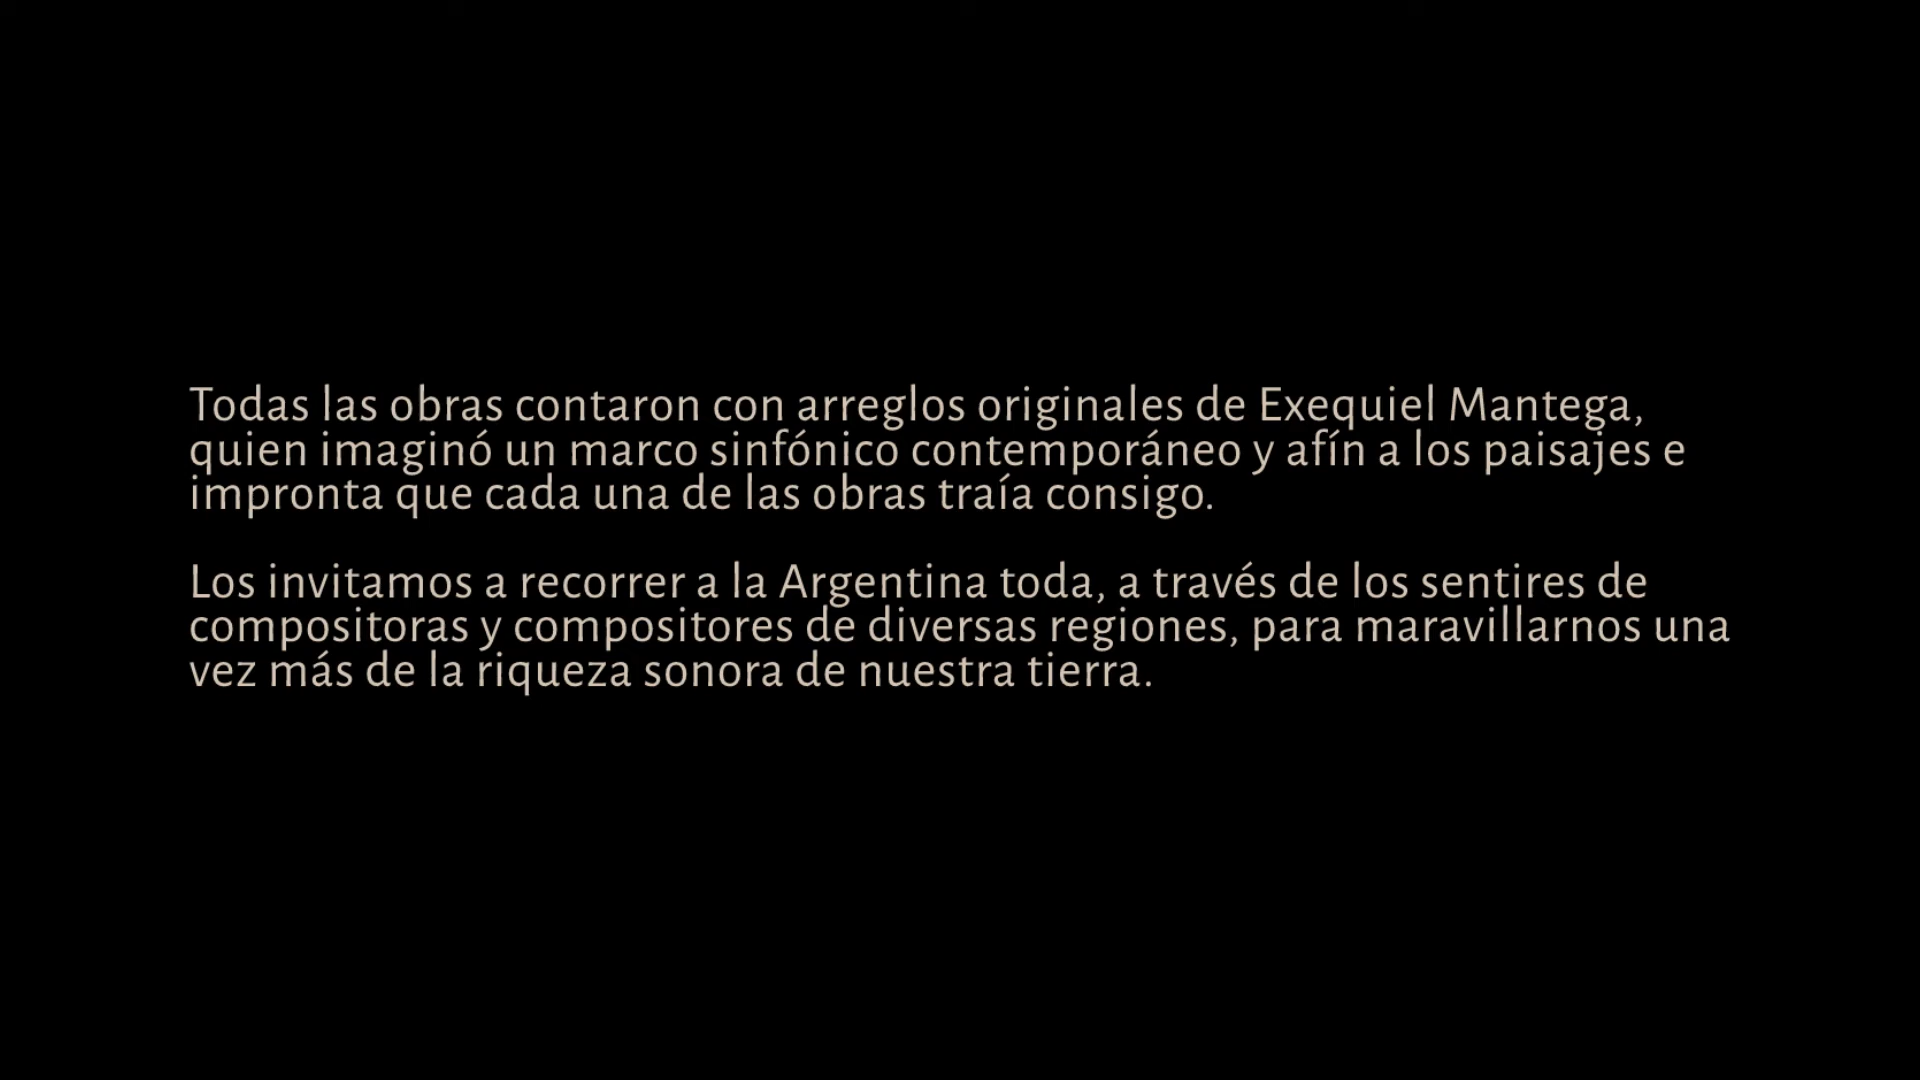 Todas las obras contaron con arreglos originales de Exequiel Mantega,
quien imaginó un marco sinfónico contemporáneo y afín a los paisajes e
impronta que cada una de las obras traía consigo.
Los invitamos a recorrer a la Argentina toda, a través de los sentires de
compositoras y compositores de diversas regiones, para maravillarnos una
vez más de la riqueza sonora de nuestra tierra.